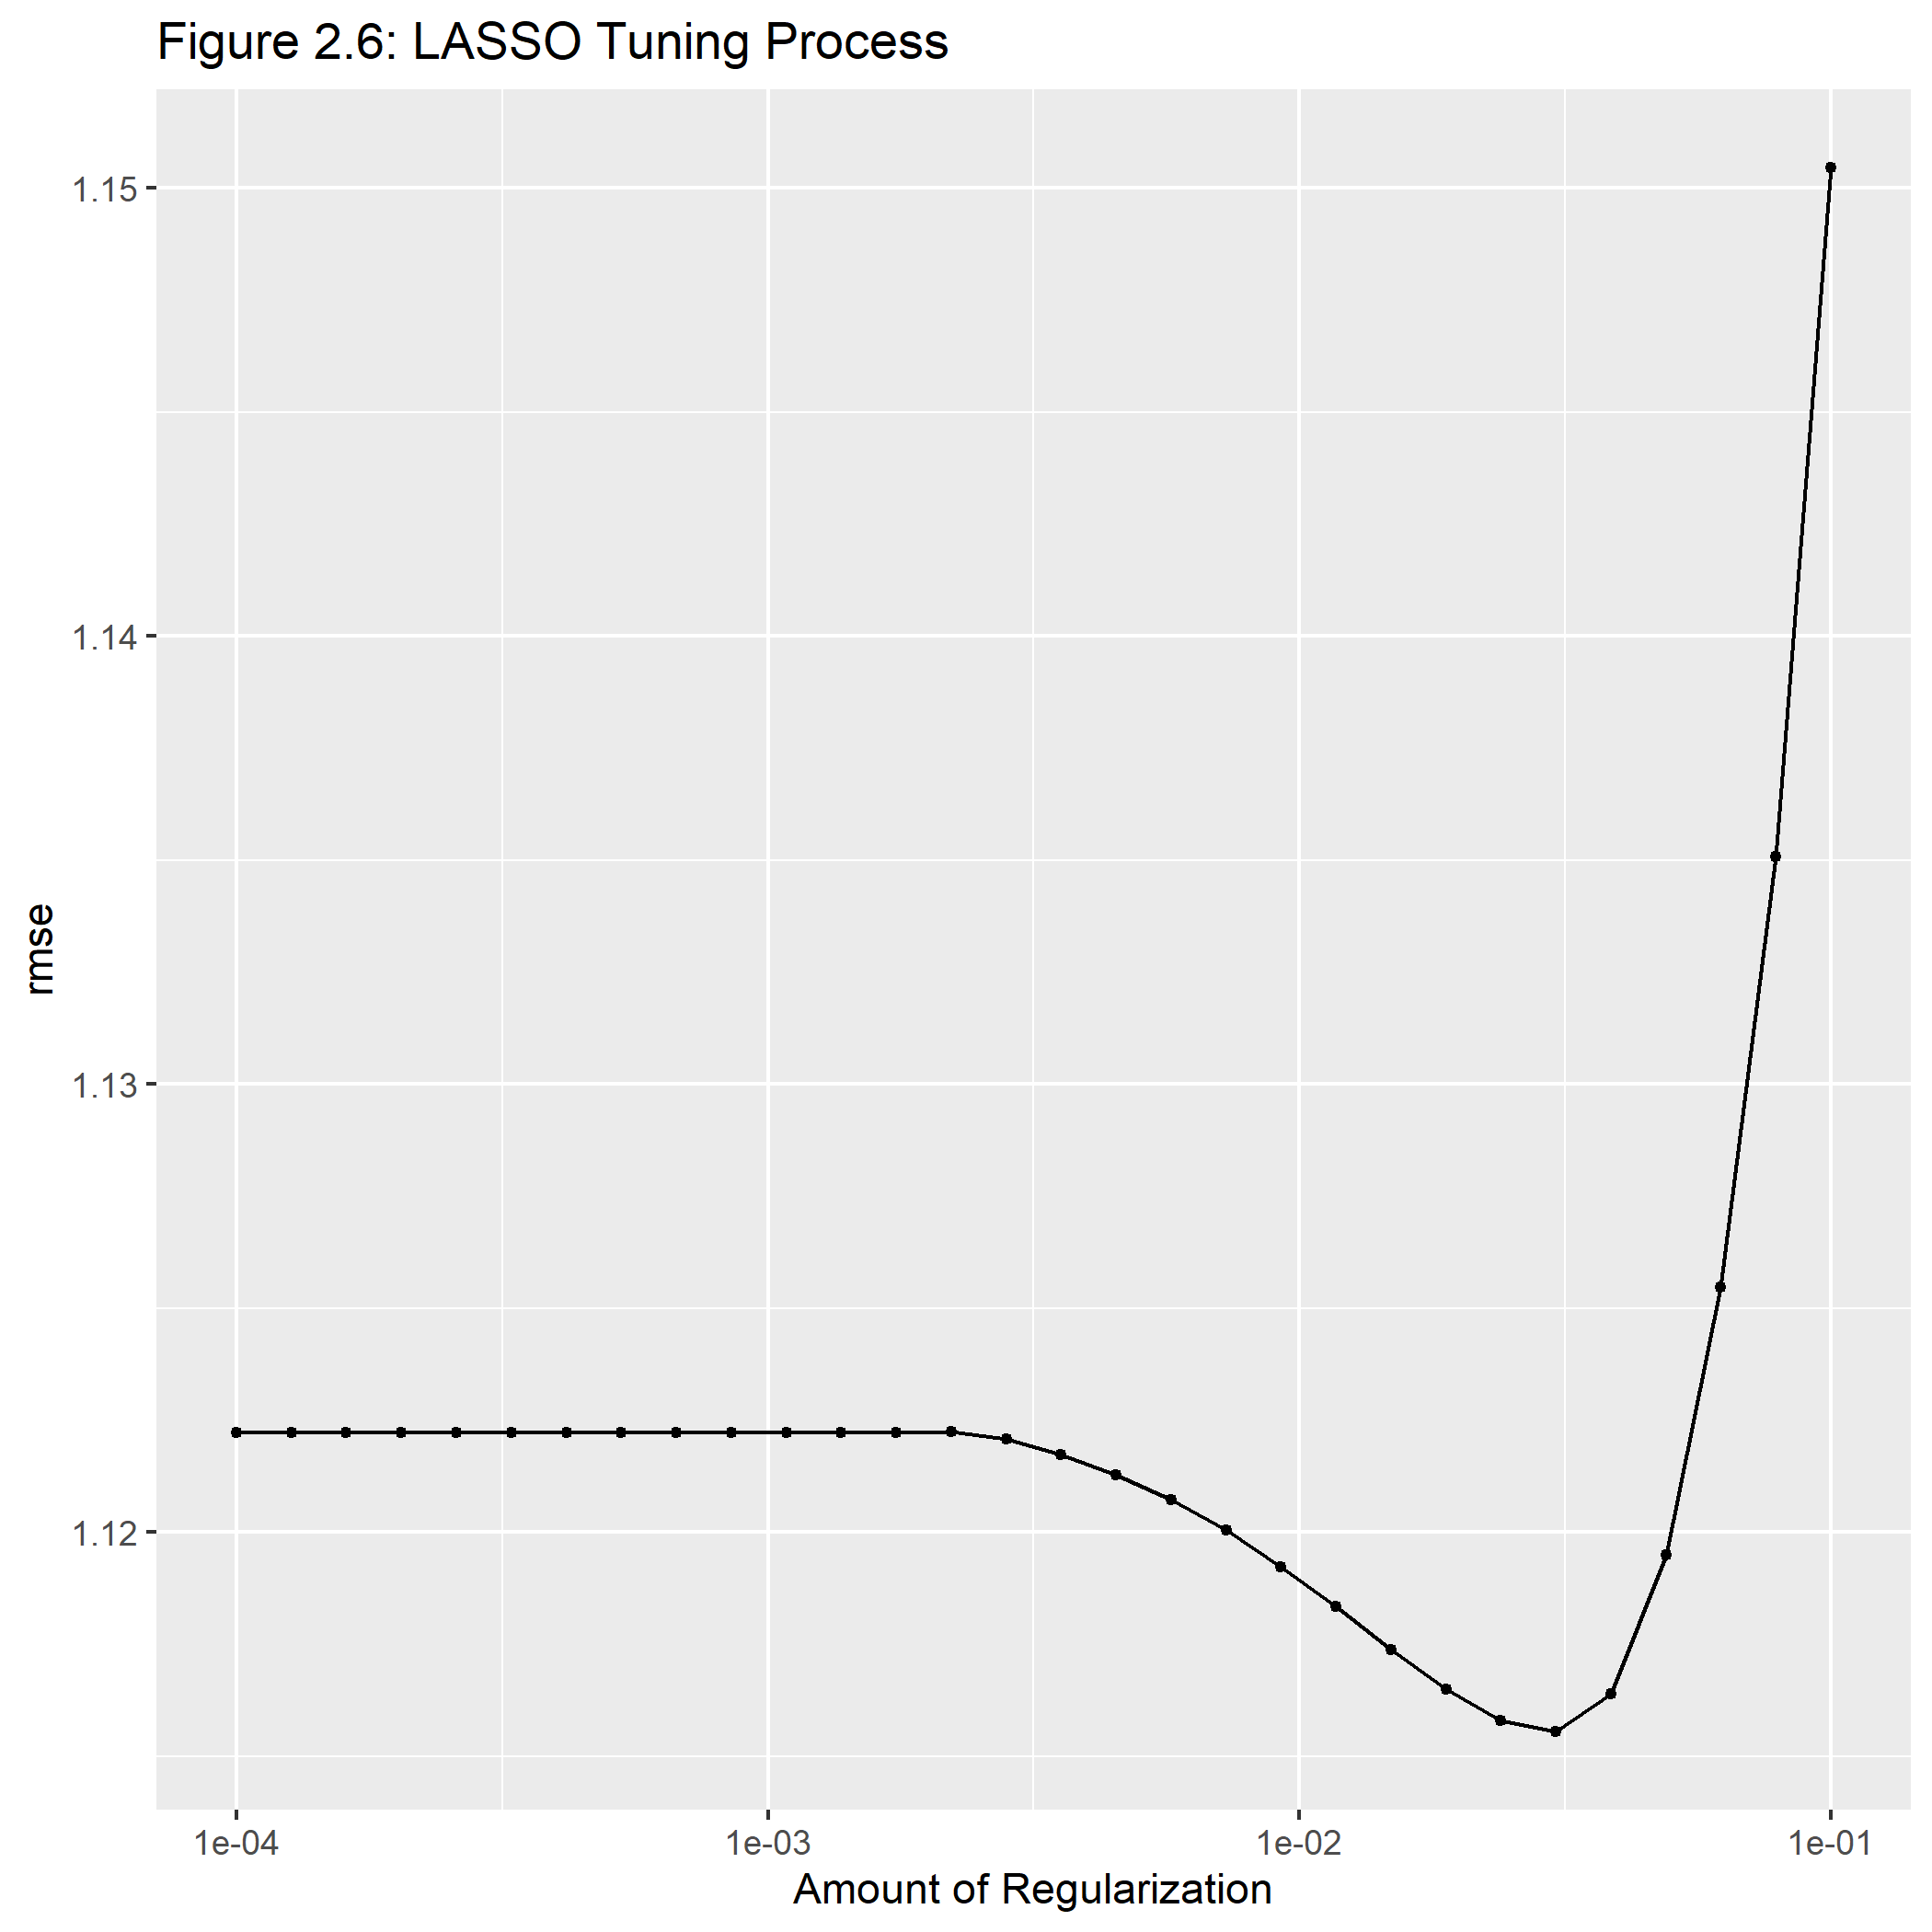 Figure 2.6: LASSO Tuning Process
1.15
1.14
1.13
1.12
rmse
1e-04 1e-03 1e-02 1e-01
Amount of Regularization